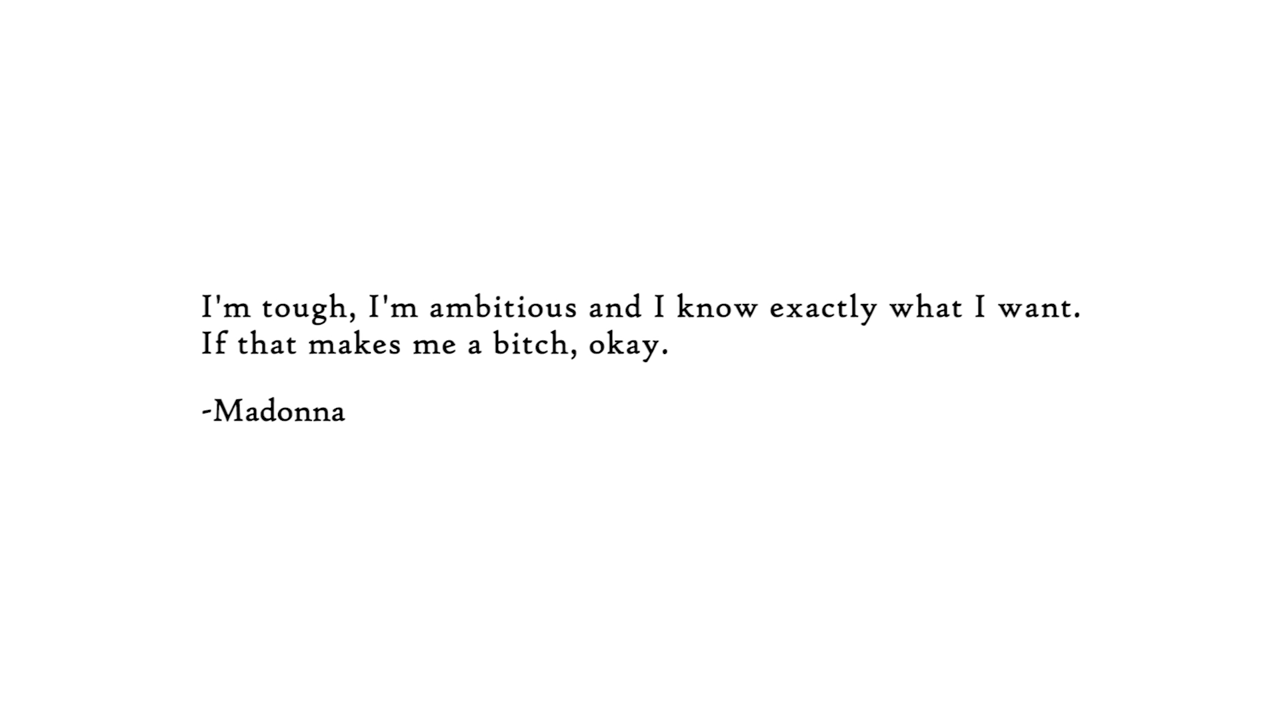 I'm tough, I'm ambitious and I know exactly what I want.
If that makes me a bitch, okay.
-Madonna